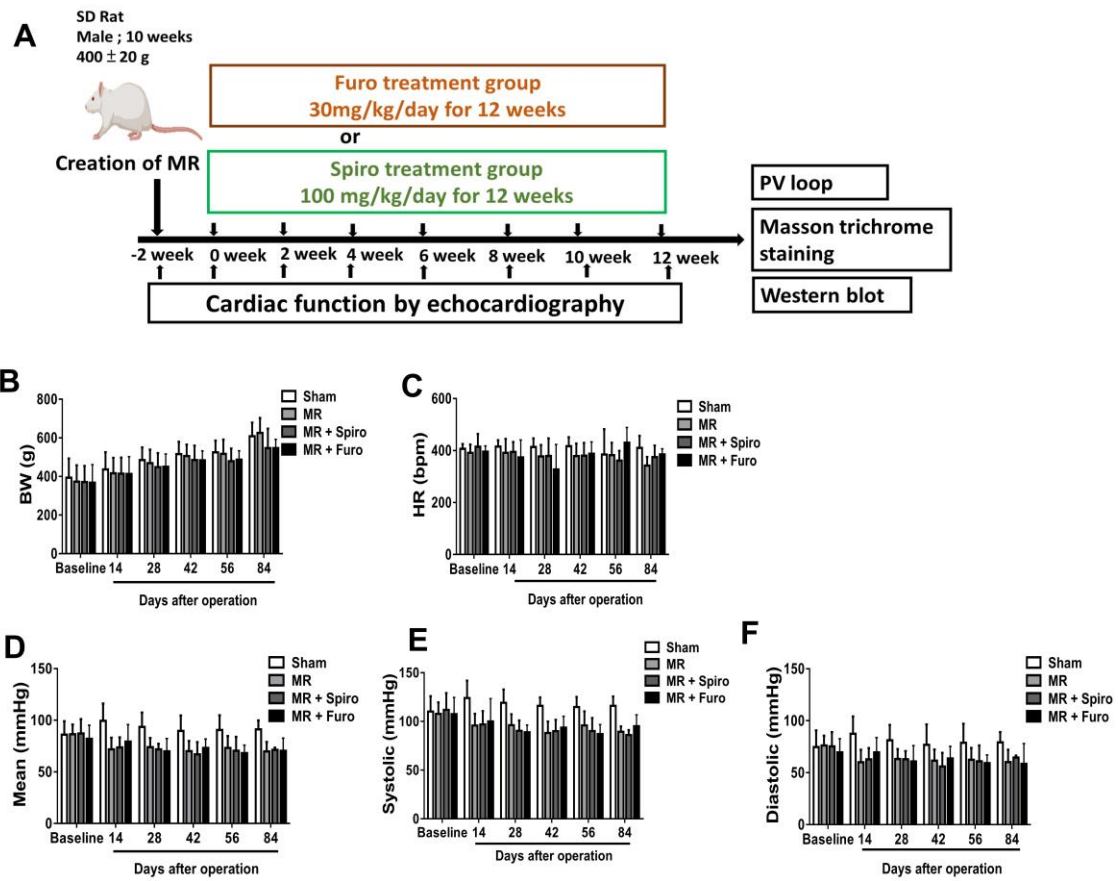 A
SD Rat
Male ; 10 weeks
400 ± 20 g
Furo treatment group
30mg/kg/day for 12 weeks
or
Creation of MR
Spiro treatment group
100 mg/kg/day for 12 weeks
-2 week 0 week 2 week 4 week 6 week 8 week 10 week 12 week
Cardiac function by echocardiography
PV loop
Masson trichrome
staining
Western blot
B
BW (g)
800
600
400
200
0
Baseline 14 28 42 56 84
Days after operation
Sham
MR
MR + Spiro
MR + Furo
C
HR (bpm)
600
400
200
0
Baseline 14 28 42 56 84
Days after operation
Sham
MR
MR + Spiro
MR + Furo
D
Mean (mmHg)
150
100
50
0
Baseline 14 28 42 56 84
Days after operation
Sham
MR
MR + Spiro
MR + Furo
E
Systolic (mmHg)
150
100
50
0
Baseline 14 28 42 56 84
Days after operation
Sham
MR
MR + Spiro
MR + Furo
F
Diastolic (mmHg)
150
100
50
0
Baseline 14 28 42 56 84
Days after operation
Sham
MR
MR + Spiro
MR + Furo